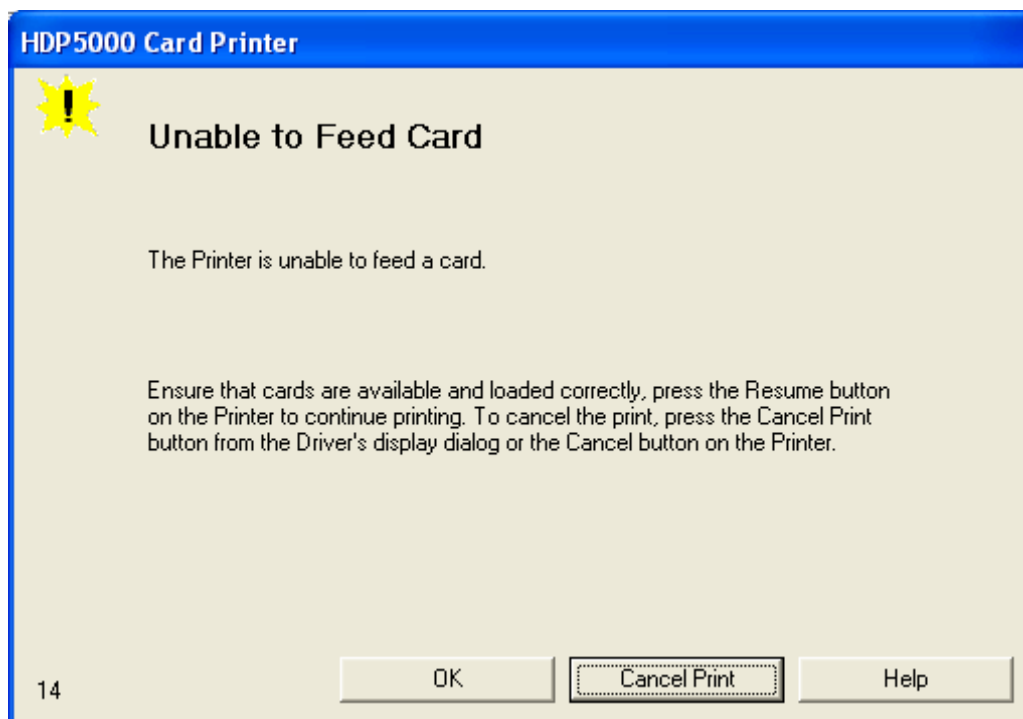 HDP5000 Card Printer
!
Unable to Feed Card
The Printer is unable to feed a card.
Ensure that cards are available and loaded correctly, press the Resume button
on the Printer to continue printing. To cancel the print, press the Cancel Print
button from the Driver's display dialog or the Cancel button on the Printer.
14
OK
Cancel Print
Help